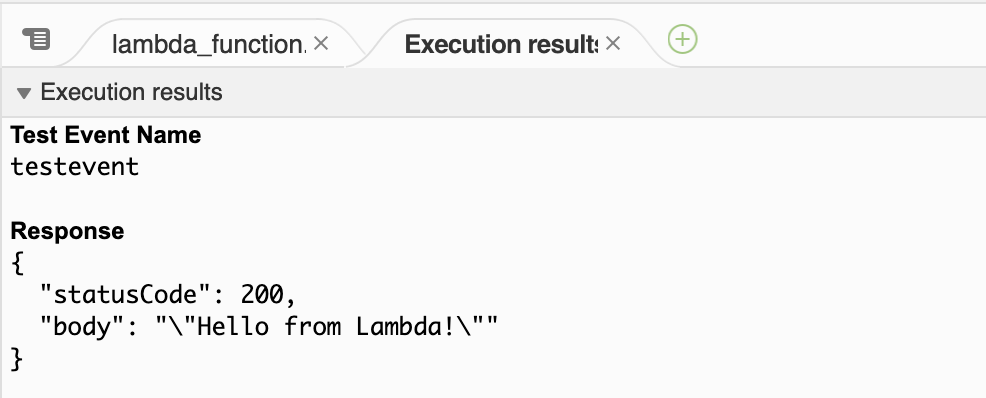 lambda_function. Execution results
Execution results
Test Event Name
testevent
Response
{
"statusCode": 200,
"body": "\"Hello from Lambda!\""
}